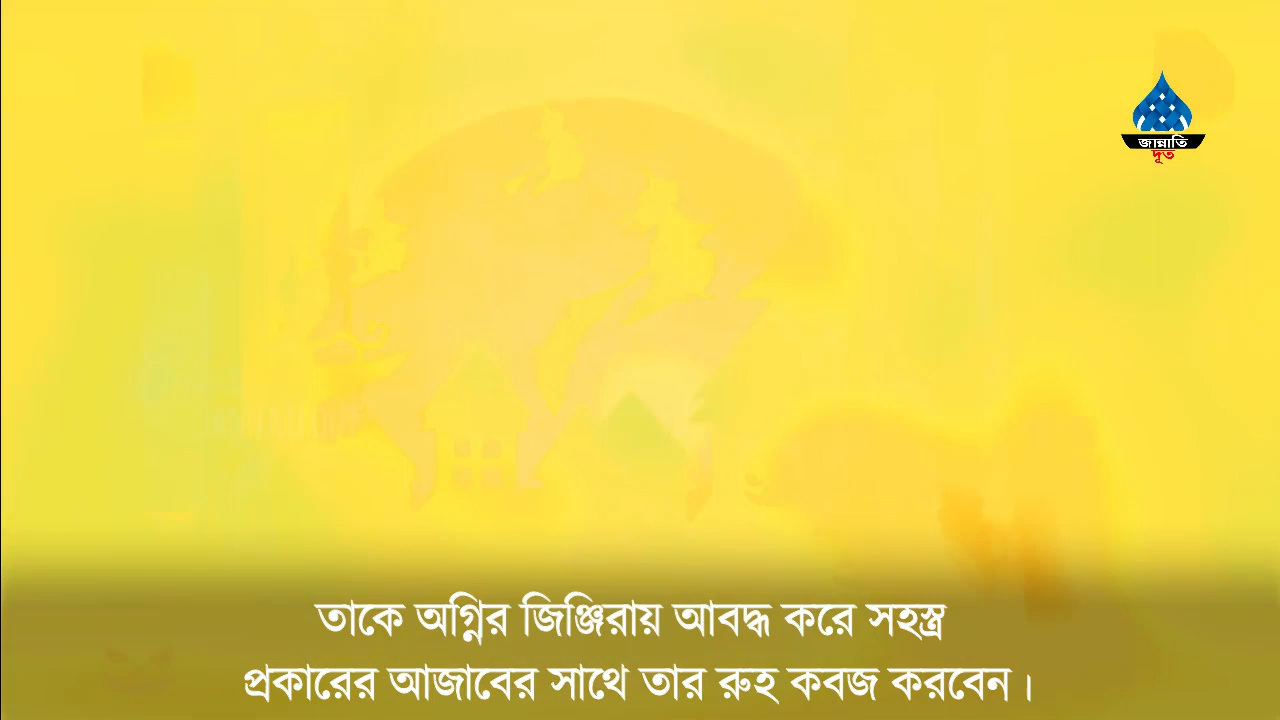 জান্নাতি
দূত
তাকে অগ্নির জিঞ্জিরায় আবদ্ধ করে সহস্ত্র
প্রকারের আজাবের সাথে তার রুহ কবজ করবেন।